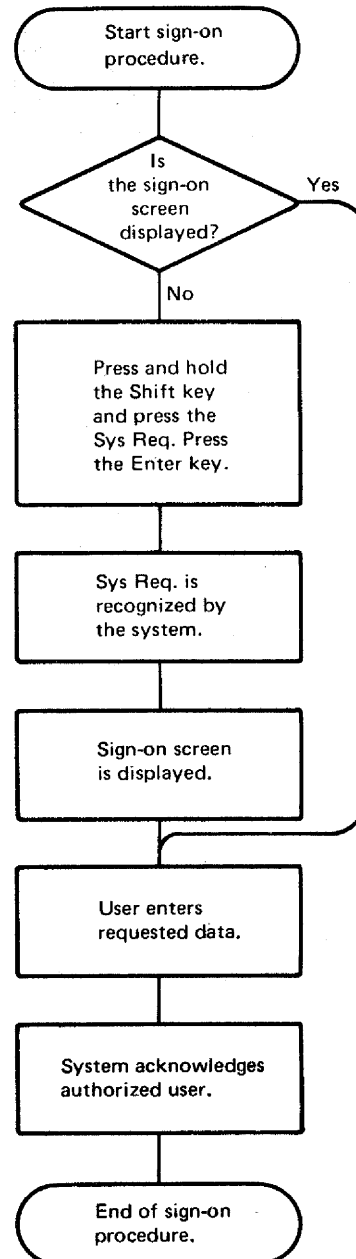 Start sign-on
procedure.
Is
the sign-on
screen
displayed?
Yes
No
Press and hold
the Shift key
and press the
Sys Req. Press
the Enter key.
Sys Req. is
recognized by
the system.
Sign-on screen
is displayed.
User enters
requested data.
System acknowledges
authorized user.
End of sign-on
procedure.